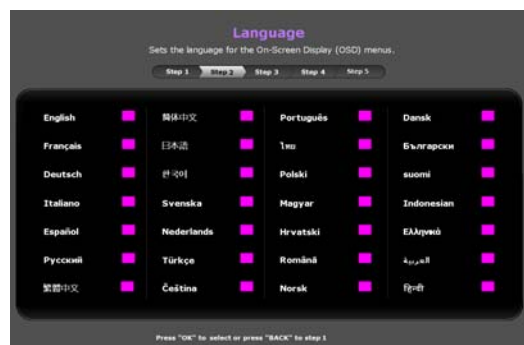 Language
Sets the language for the On-Screen Display (OSD) menus.
Step 1 Step 2 Step 3 Step 4 Step 5
English 簡体中文 Português Dansk
Français 日本語 ไทย Български
Deutsch 한국어 Polski suomi
Italiano Svenska Magyar Indonesian
Español Nederlands Hrvatski Ελληνικά
Русский Türkçe Română العربية
繁體中文 Čeština Norsk हिन्दी
Press "OK" to select or press "BACK" to step 1